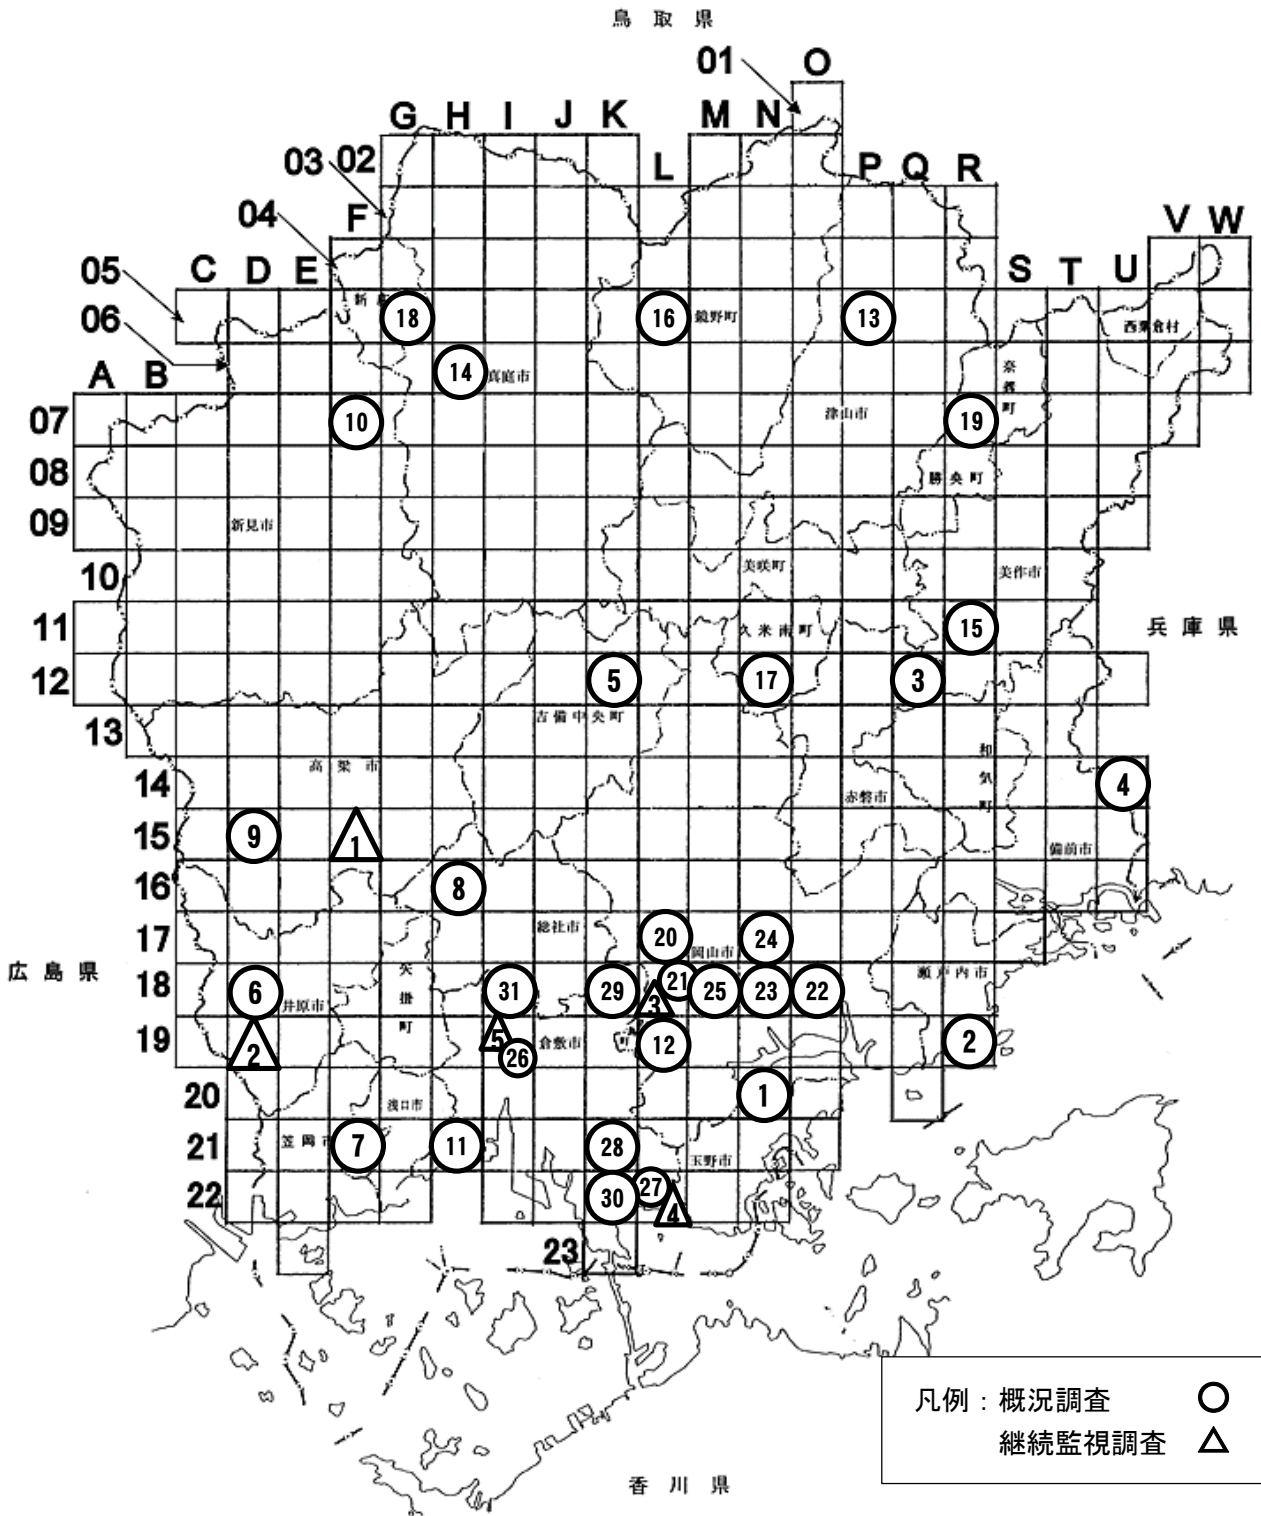 鳥取県
01 O
G H I J K M N
03 02 L P Q R
04 F V W
05 C D E S T U
06 新庄 18 16 鏡野町 13 西粟倉村
A B 14 真庭市 奈義町
07 10 津山市 19
08 勝央町
09 新見市
10 美咲町 美作市
11 久米南町 15 兵庫県
12 5 17 3
13 吉備中央町 和気町
14 高梁市 赤磐市 4
15 9 1 備前市
16 8
17 総社市 20 岡山市 24
広島県
18 6 井原市 矢掛町 31 29 3 21 25 23 22 瀬戸内市
19 2 5 26 倉敷市 町 12 2
20 浅口市 1
21 笠岡市 7 11 28 玉野市
22 30 27 4
23
凡例：概況調査 ○
継続監視調査 △
香川県